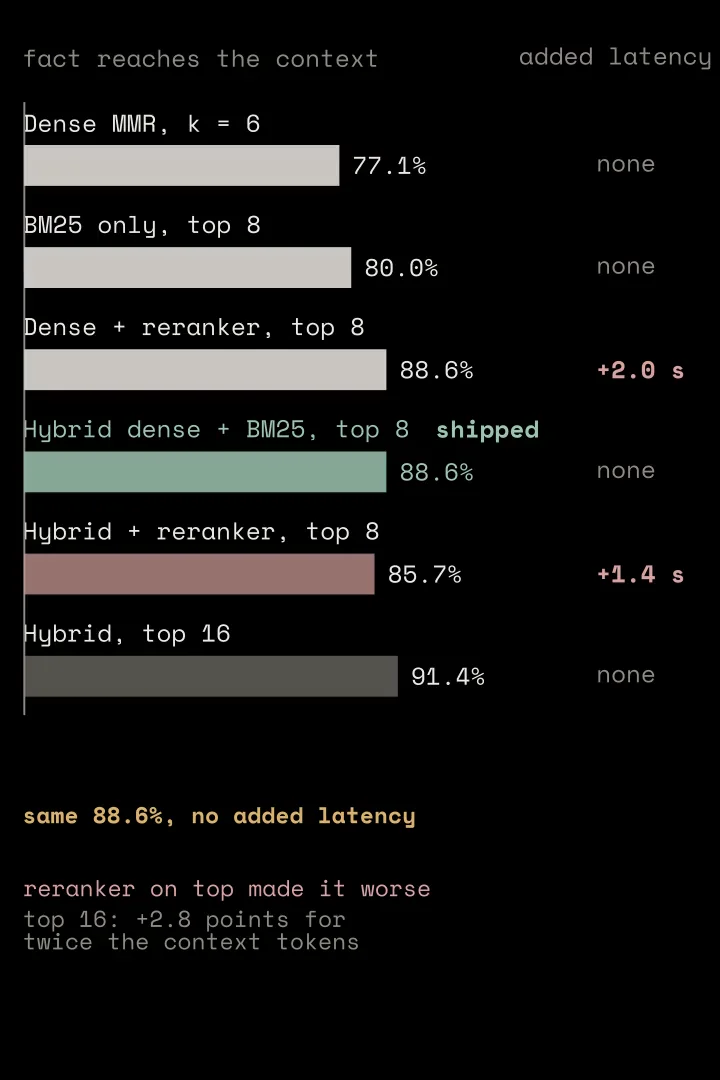 fact reaches the context added latency
Dense MMR, k = 6
77.1% none
BM25 only, top 8
80.0% none
Dense + reranker, top 8
88.6% +2.0 s
Hybrid dense + BM25, top 8 shipped
88.6% none
Hybrid + reranker, top 8
85.7% +1.4 s
Hybrid, top 16
91.4% none
same 88.6%, no added latency
reranker on top made it worse
top 16: +2.8 points for
twice the context tokens